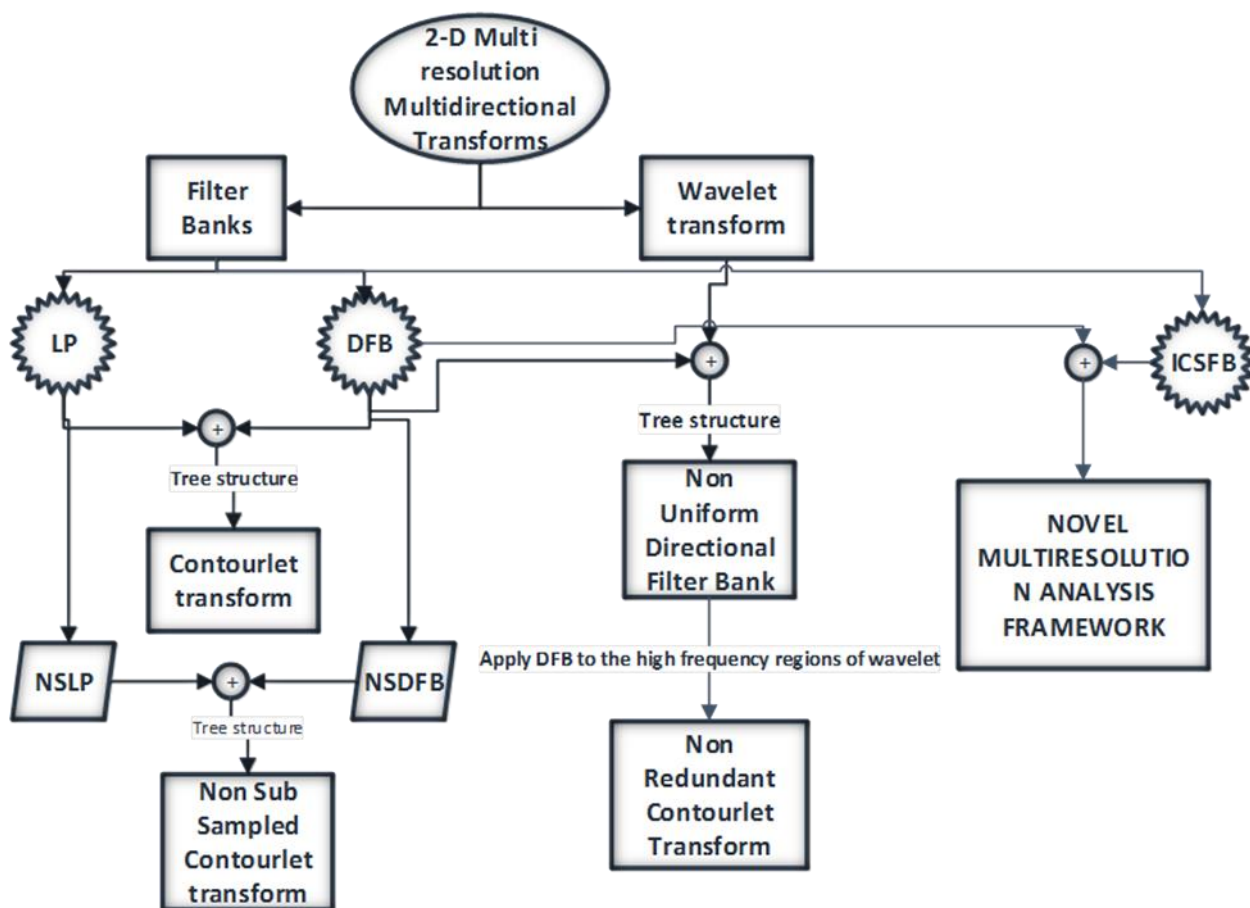 2-D Multi
resolution
Multidirectional
Transforms
Filter
Banks
Wavelet
transform
LP
DFB
ICSFB
+
+
+
Tree structure
Tree structure
Contourlet
transform
Non
Uniform
Directional
Filter Bank
NOVEL
MULTIRESOLUTIO
N ANALYSIS
FRAMEWORK
Apply DFB to the high frequency regions of wavelet
NSLP
+
NSDFB
Tree structure
Non Sub
Sampled
Contourlet
transform
Non
Redundant
Contourlet
Transform